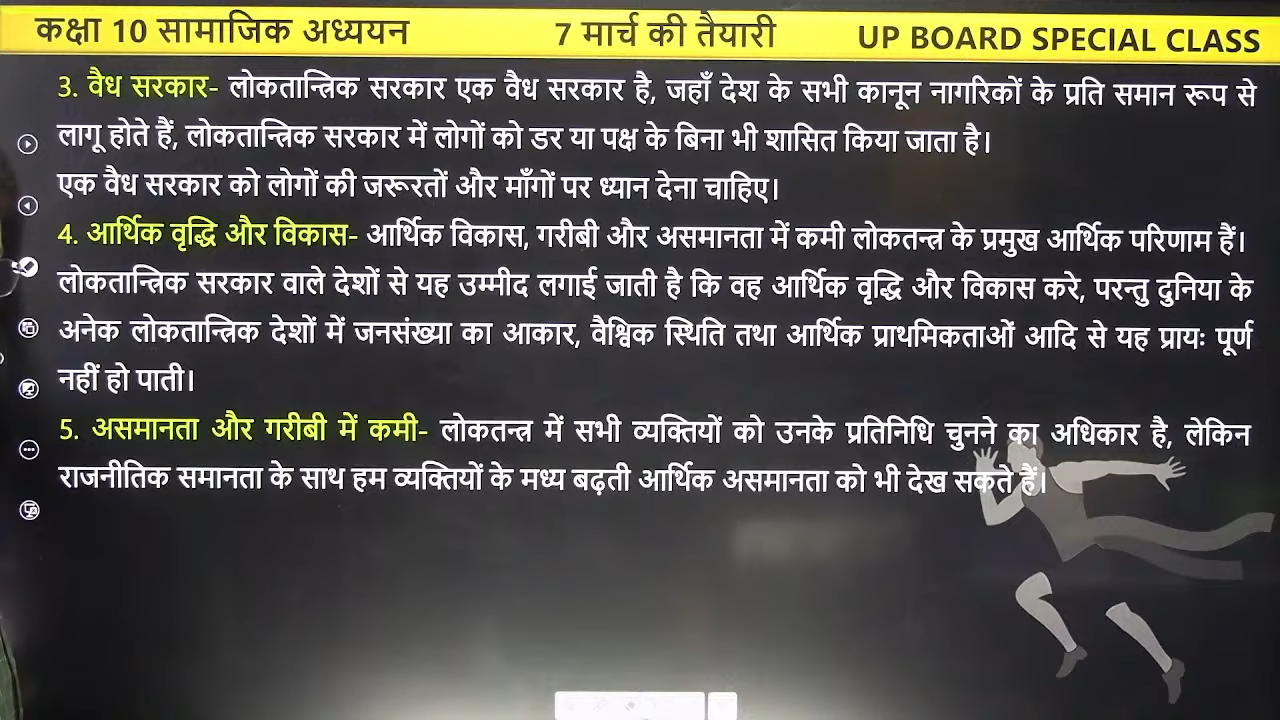 कक्षा 10 सामाजिक अध्ययन 7 मार्च की तैयारी UP BOARD SPECIAL CLASS
3. वैध सरकार- लोकतान्त्रिक सरकार एक वैध सरकार है, जहाँ देश के सभी कानून नागरिकों के प्रति समान रूप से
लागू होते हैं, लोकतान्त्रिक सरकार में लोगों को डर या पक्ष के बिना भी शासित किया जाता है।
एक वैध सरकार को लोगों की जरूरतों और माँगों पर ध्यान देना चाहिए।
4. आर्थिक वृद्धि और विकास- आर्थिक विकास, गरीबी और असमानता में कमी लोकतन्त्र के प्रमुख आर्थिक परिणाम हैं।
लोकतान्त्रिक सरकार वाले देशों से यह उम्मीद लगाई जाती है कि वह आर्थिक वृद्धि और विकास करे, परन्तु दुनिया के
अनेक लोकतान्त्रिक देशों में जनसंख्या का आकार, वैश्विक स्थिति तथा आर्थिक प्राथमिकताओं आदि से यह प्रायः पूर्ण
नहीं हो पाती।
5. असमानता और गरीबी में कमी- लोकतन्त्र में सभी व्यक्तियों को उनके प्रतिनिधि चुनने का अधिकार है, लेकिन
राजनीतिक समानता के साथ हम व्यक्तियों के मध्य बढ़ती आर्थिक असमानता को भी देख सकते हैं।